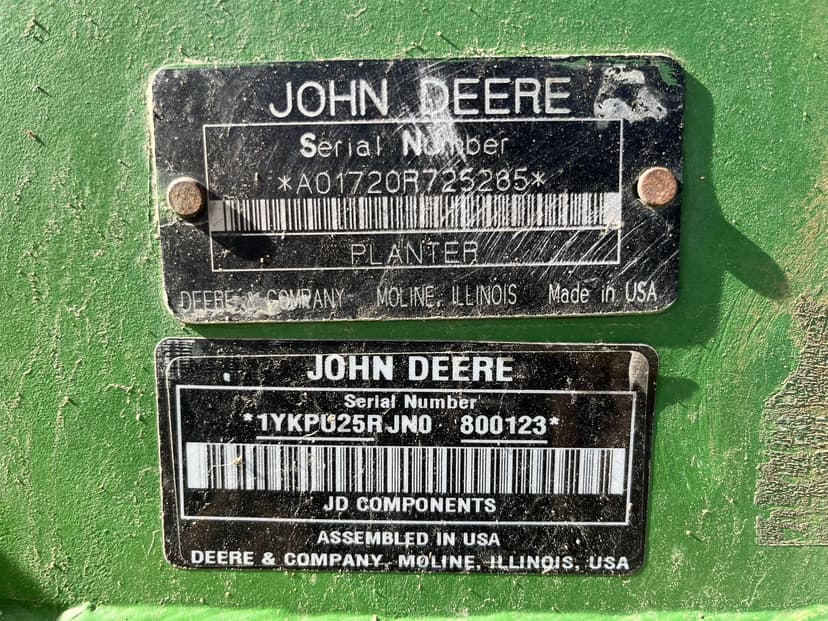 JOHN DEERE
Serial Number
*A01720R725285*
PLANTER
DEERE & COMPANY MOLINE, ILLINOIS Made in USA
JOHN DEERE
Serial Number
*1YKPU25RJN0 800123*
JD COMPONENTS
ASSEMBLED IN USA
DEERE & COMPANY, MOLINE, ILLINOIS, USA